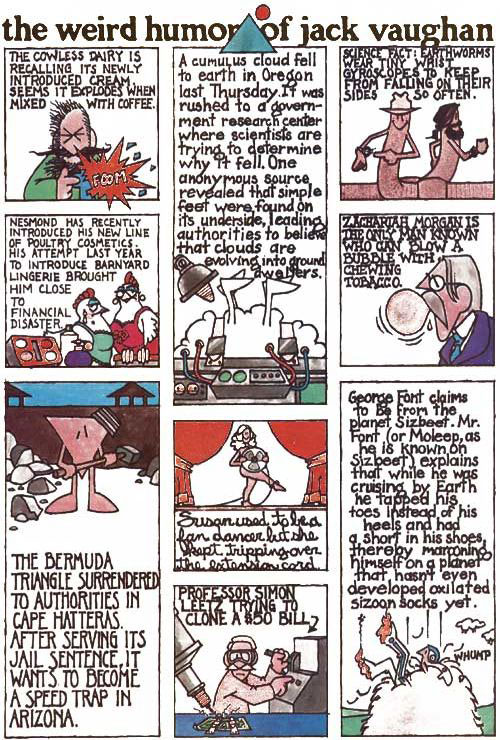 the weird humor of jack vaughan
THE COWLESS DAIRY IS
RECALLING ITS NEWLY
INTRODUCED CREAM.
SEEMS IT EXPLODES WHEN
MIXED WITH COFFEE.
FOOM
NESMOND HAS RECENTLY
INTRODUCED HIS NEW LINE
OF POULTRY COSMETICS.
HIS ATTEMPT LAST YEAR
TO INTRODUCE BARNYARD
LINGERIE BROUGHT
HIM CLOSE
TO
FINANCIAL
DISASTER.
THE BERMUDA
TRIANGLE SURRENDERED
TO AUTHORITIES IN
CAPE HATTERAS.
AFTER SERVING ITS
JAIL SENTENCE, IT
WANTS TO BECOME
A SPEED TRAP IN
ARIZONA.
A cumulus cloud fell
to earth in Oregon
last Thursday. It was
rushed to a govern-
ment research center
where scientists are
trying to determine
why it fell. One
anonymous source
revealed that simple
feet were found on
its underside, leading
authorities to believe
that clouds are
evolving into ground
dwellers.
Susan used to be a
fan dancer but she
kept tripping over
the extension cord.
PROFESSOR SIMON
LEETZ TRYING TO
CLONE A $50 BILL
SCIENCE FACT: EARTHWORMS
WEAR TINY WRIST
GYROSCOPES TO KEEP
FROM FALLING ON THEIR
SIDES SO OFTEN.
ZACHARIAH MORGAN IS
THE ONLY MAN KNOWN
WHO CAN BLOW A
BUBBLE WITH
CHEWING
TOBACCO.
George Font claims
to be from the
planet Sizbeet. Mr.
Font (or Moleep, as
he is known on
Sizbeet) explains
that while he was
cruising by Earth
he tapped his
toes instead of his
heels and had
a short in his shoes,
thereby marooning
himself on a planet
that hasn't even
developed oxilated
sizoon socks yet.
WHUMP